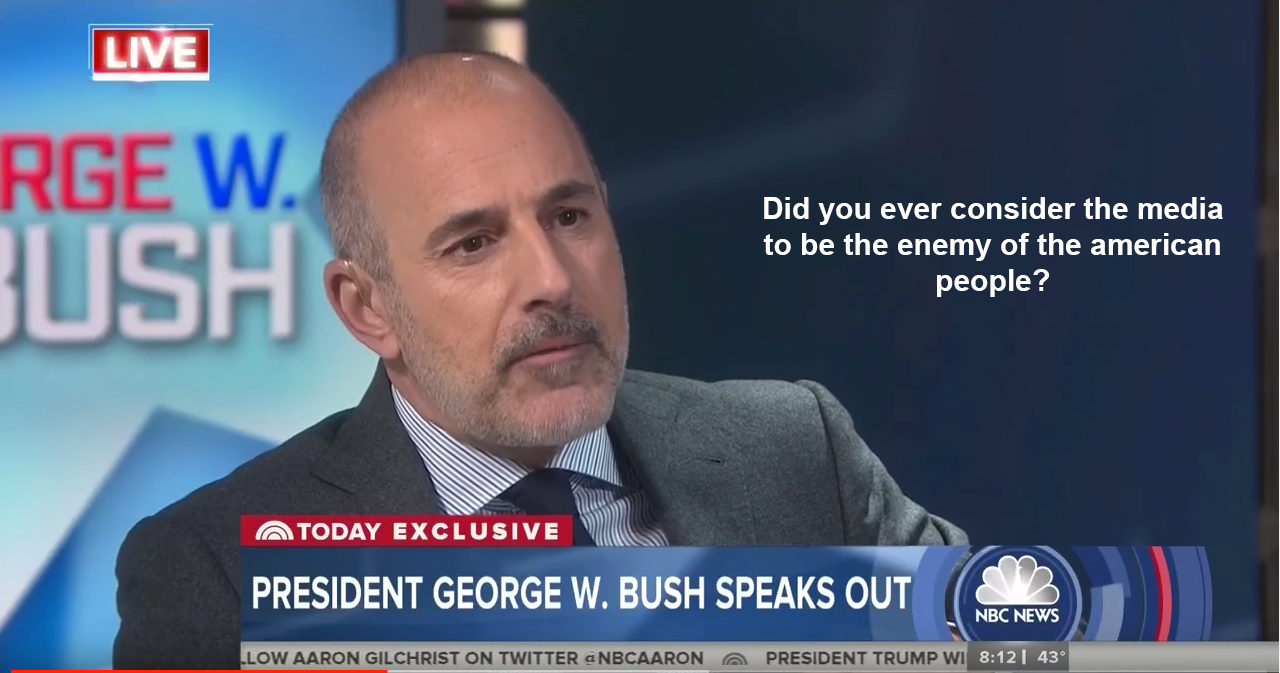 LIVE
RGE W.
BUSH
Did you ever consider the media
to be the enemy of the american
people?
TODAY EXCLUSIVE
PRESIDENT GEORGE W. BUSH SPEAKS OUT
NBC NEWS
LLOW AARON GILCHRIST ON TWITTER @NBCAARON PRESIDENT TRUMP WI 8:12 43°